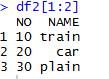 > df2[1:2]
  NO  NAME
1 10 train
2 20   car
3 30 plain